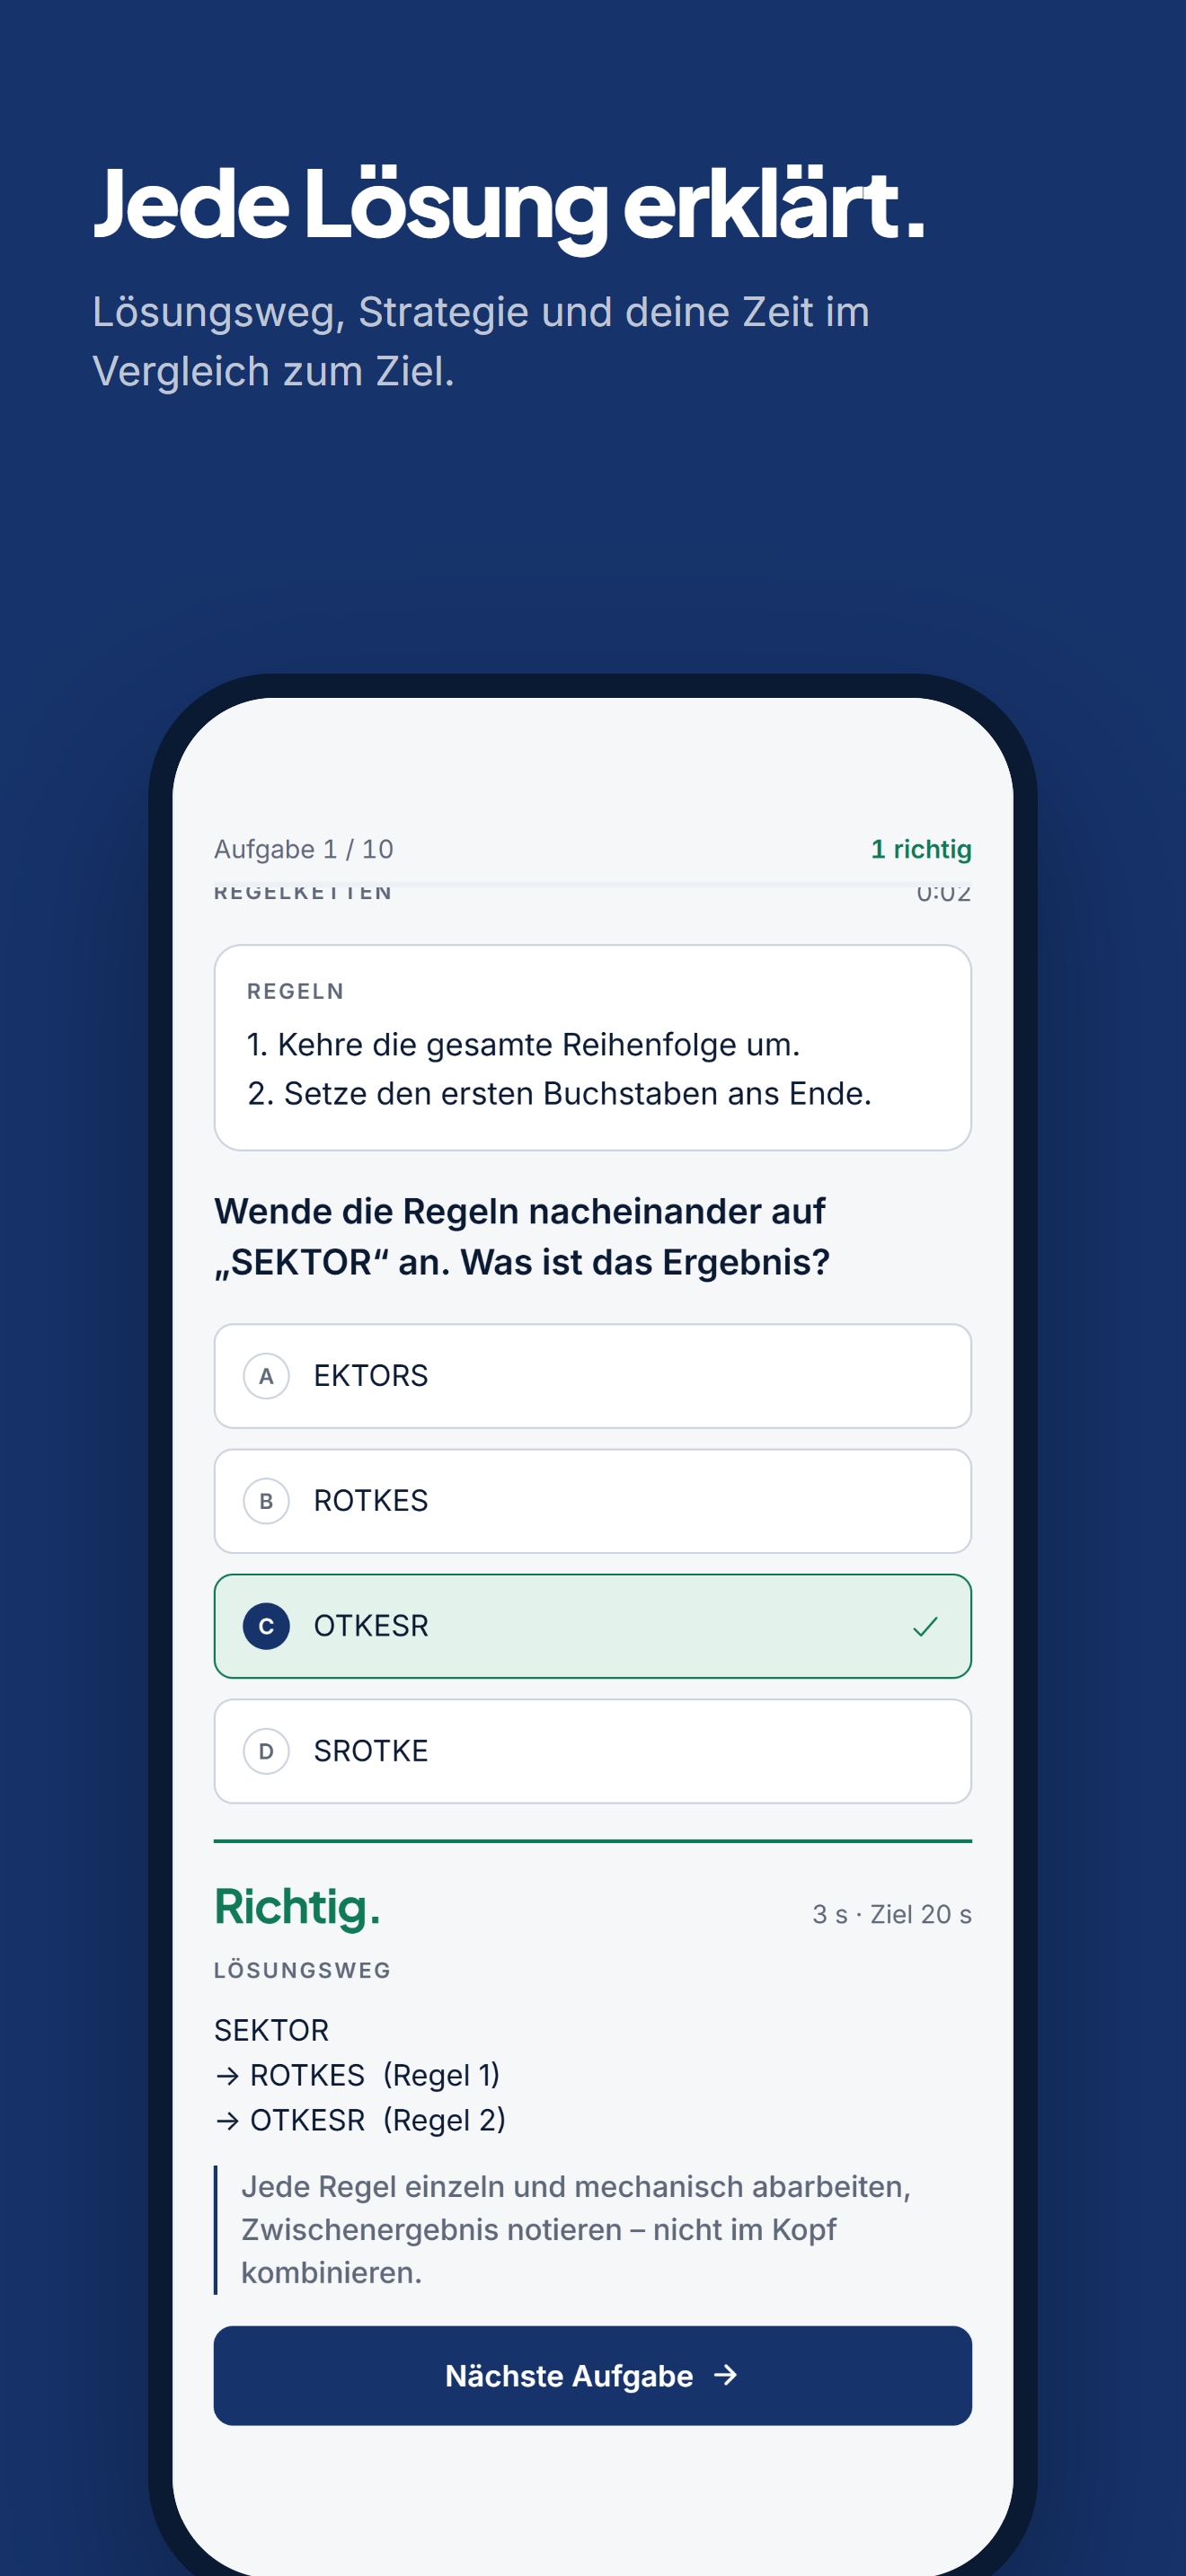 Jede Lösung erklärt.
Lösungsweg, Strategie und deine Zeit im
Vergleich zum Ziel.
Aufgabe 1 / 10
1 richtig
REGELKETTEN
0:02
REGELN
1. Kehre die gesamte Reihenfolge um.
2. Setze den ersten Buchstaben ans Ende.
Wende die Regeln nacheinander auf
„SEKTOR“ an. Was ist das Ergebnis?
A EKTORS
B ROTKES
C OTKESR ✓
D SROTKE
Richtig.
3 s · Ziel 20 s
LÖSUNGSWEG
SEKTOR
→ ROTKES (Regel 1)
→ OTKESR (Regel 2)
Jede Regel einzeln und mechanisch abarbeiten,
Zwischenergebnis notieren – nicht im Kopf
kombinieren.
Nächste Aufgabe →